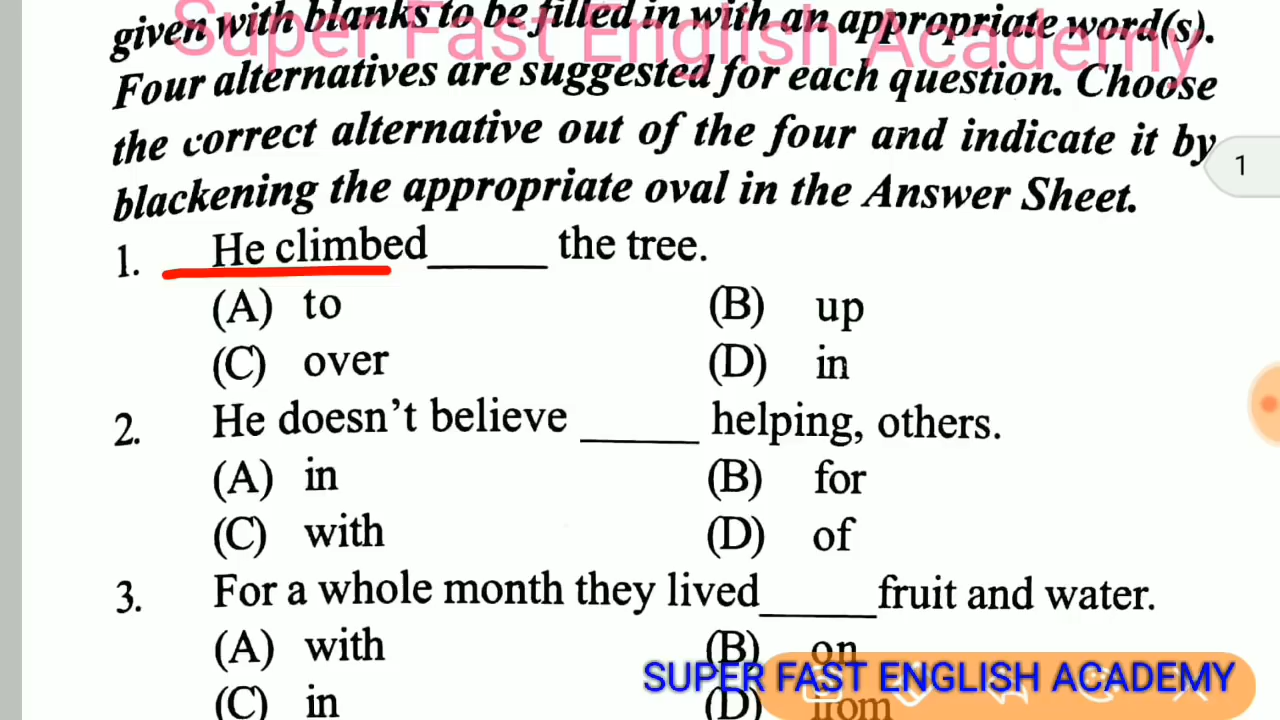 given with blanks to be filled in with an appropriate word(s).
Super Fast English Academy
Four alternatives are suggested for each question. Choose
the correct alternative out of the four and indicate it by
blackening the appropriate oval in the Answer Sheet.
1
1. He climbed_____ the tree.
(A) to (B) up
(C) over (D) in
2. He doesn't believe _____ helping, others.
(A) in (B) for
(C) with (D) of
3. For a whole month they lived_____fruit and water.
(A) with (B) on
SUPER FAST ENGLISH ACADEMY
(C) in (D) from